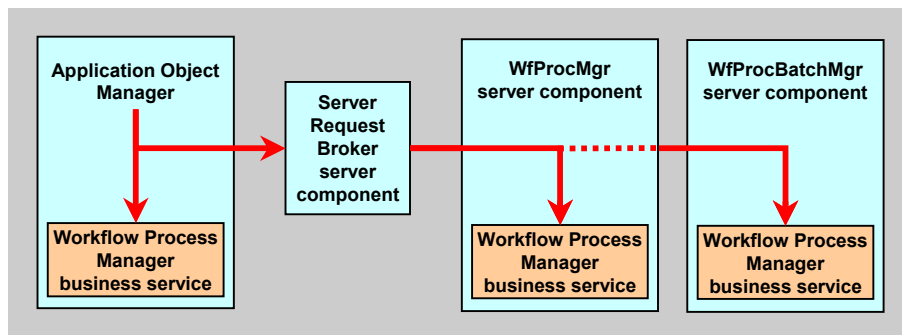 Application Object
Manager
Workflow Process
Manager
business service
Server
Request
Broker
server
component
WfProcMgr
server component
Workflow Process
Manager
business service
WfProcBatchMgr
server component
Workflow Process
Manager
business service